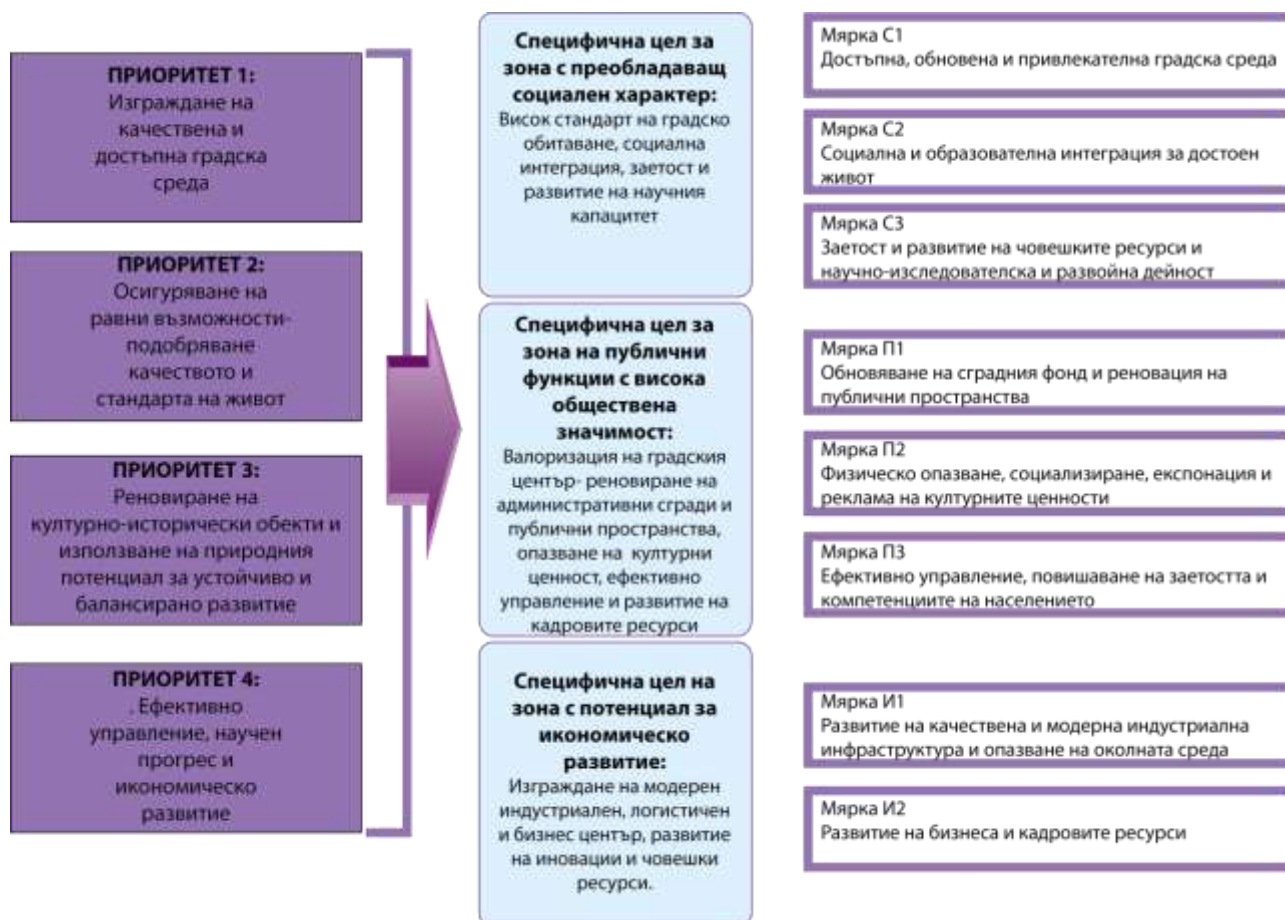 ПРИОРИТЕТ 1:
Изграждане на
качествена и
достъпна градска
среда
ПРИОРИТЕТ 2:
Осигуряване на
равни възможности-
подобряване
качеството и
стандарта на живот
ПРИОРИТЕТ 3:
Реновиране на
културно-исторически обекти и
използване на природния
потенциал за устойчиво и
балансирано развитие
ПРИОРИТЕТ 4:
. Ефективно
управление, научен
прогрес и
икономическо
развитие
Специфична цел за
зона с преобладаващ
социален характер:
Висок стандарт на градско
обитаване, социална
интеграция, заетост и
развитие на научния
капацитет
Специфична цел за
зона на публични
функции с висока
обществена
значимост:
Валоризация на градския
център- реновиране на
административни сгради и
публични пространства,
опазване на културни
ценност, ефективно
управление и развитие на
кадровите ресурси
Специфична цел на
зона с потенциал за
икономическо
развитие:
Изграждане на модерен
индустриален, логистичен
и бизнес център, развитие
на иновации и човешки
ресурси.
Мярка С1
Достъпна, обновена и привлекателна градска среда
Мярка С2
Социална и образователна интеграция за достоен
живот
Мярка С3
Заетост и развитие на човешките ресурси и
научно-изследователска и развойна дейност
Мярка П1
Обновяване на сградния фонд и реновация на
публични пространства
Мярка П2
Физическо опазване, социализиране, експонация и
реклама на културните ценности
Мярка П3
Ефективно управление, повишаване на заетостта и
компетенциите на населението
Мярка И1
Развитие на качествена и модерна индустриална
инфраструктура и опазване на околната среда
Мярка И2
Развитие на бизнеса и кадровите ресурси